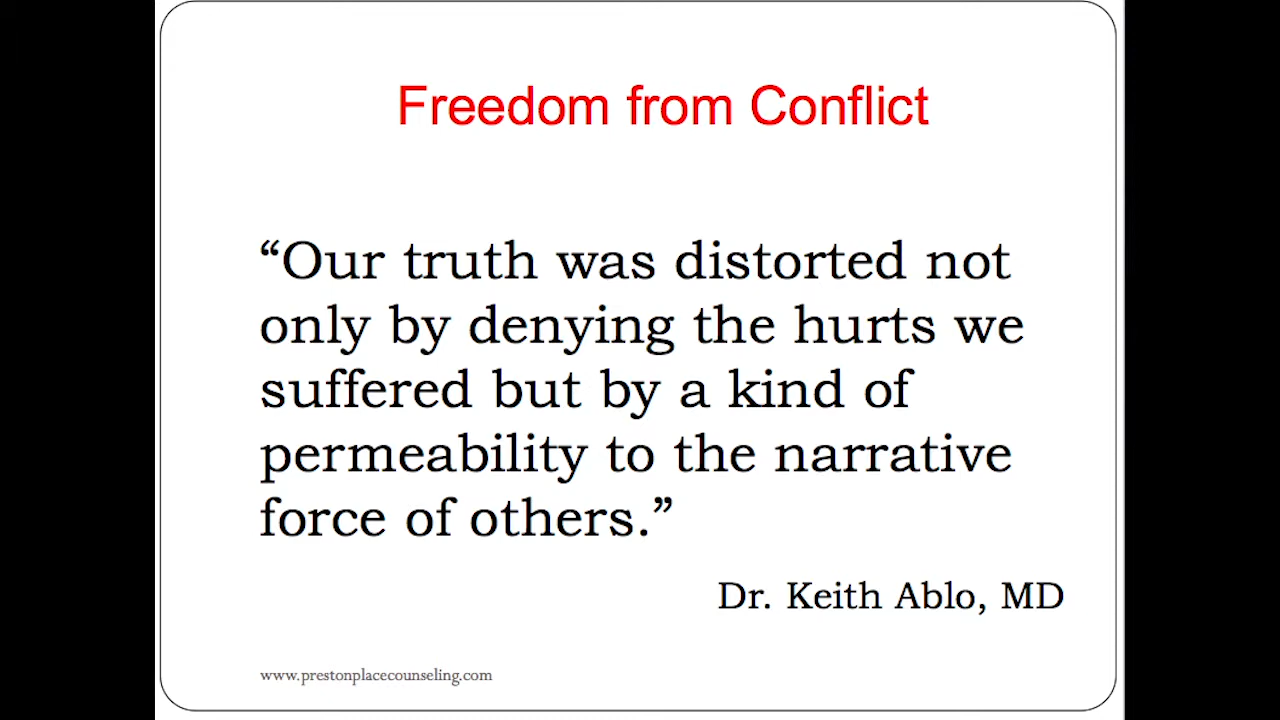 Freedom from Conflict
“Our truth was distorted not
only by denying the hurts we
suffered but by a kind of
permeability to the narrative
force of others.”
Dr. Keith Ablo, MD
www.prestonplacecounseling.com